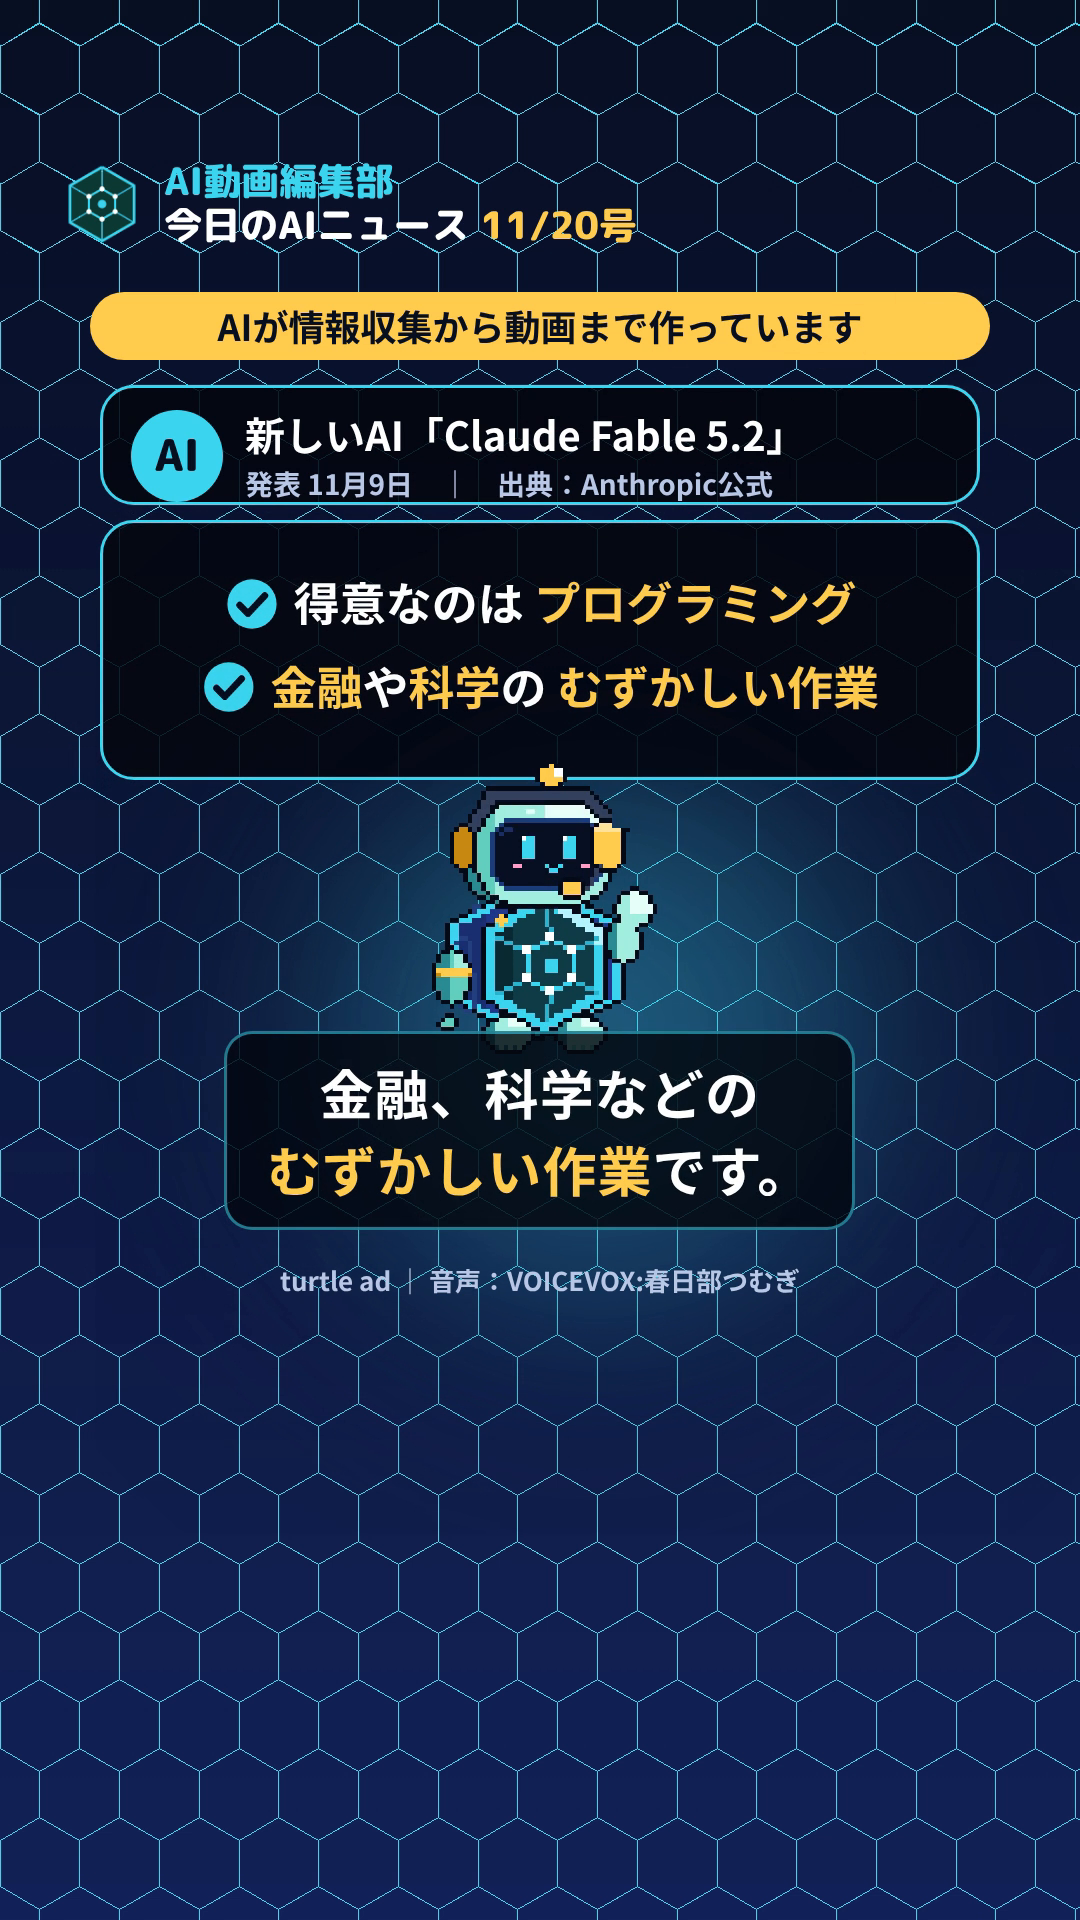 AI動画編集部
今日のAIニュース 11/20号
AIが情報収集から動画まで作っています
AI
新しいAI「Claude Fable 5.2」
発表 11月9日 ｜ 出典：Anthropic公式
得意なのは プログラミング
金融や科学の むずかしい作業
金融、科学などの
むずかしい作業です。
turtle ad ｜ 音声：VOICEVOX:春日部つむぎ